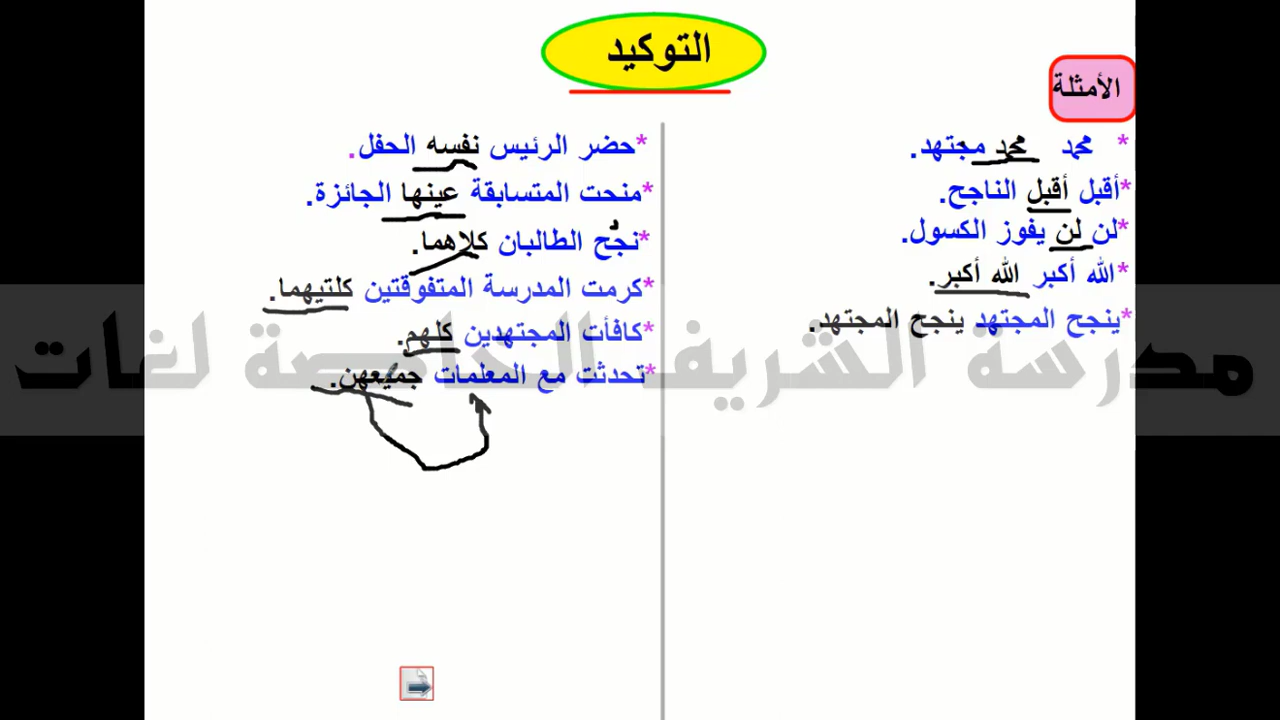 التوكيد
الأمثلة
* محمد محمد مجتهد.
*أقبل أقبل الناجح.
*لن لن يفوز الكسول.
*الله أكبر الله أكبر.
*ينجح المجتهد ينجح المجتهد.
*حضر الرئيس نفسه الحفل.
*منحت المتسابقة عينها الجائزة.
*نجح الطالبان كلاهما.
*كرمت المدرسة المتفوقتين كلتيهما.
*كافأت المجتهدين كلهم.
*تحدثت مع المعلمات جميعهن.
مدرسة الشريف الخاصة لغات